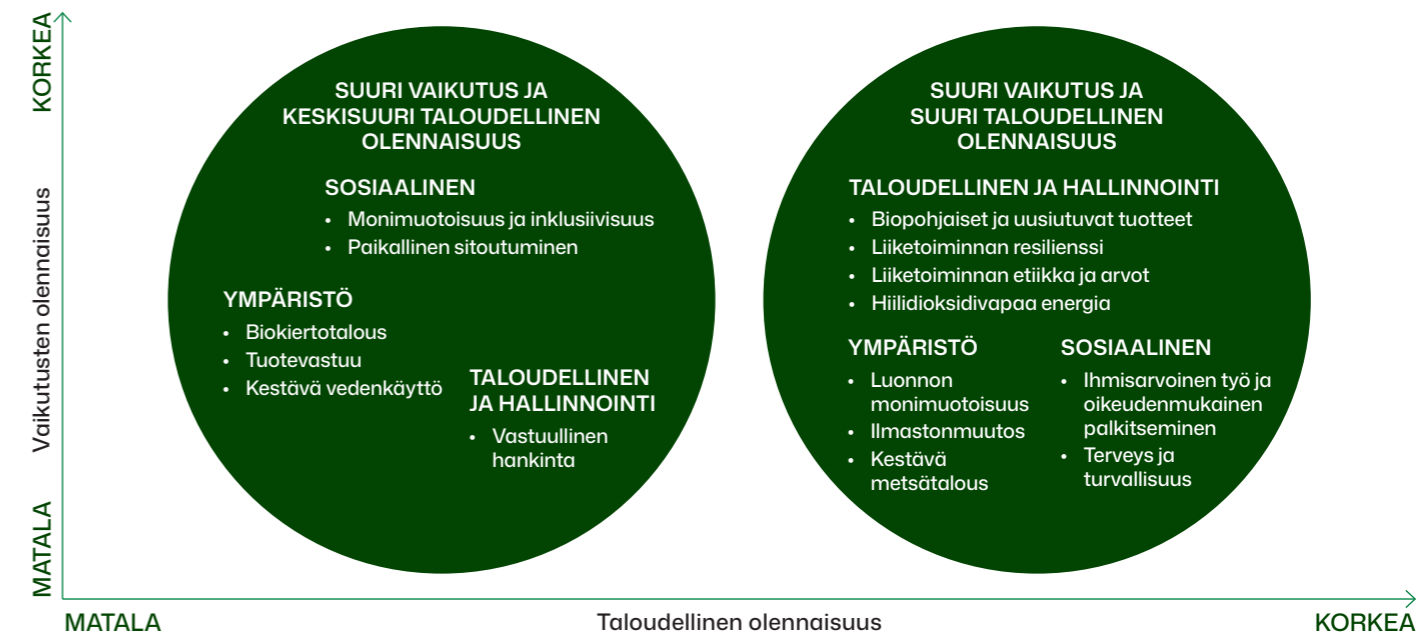 KORKEA
Vaikutusten olennaisuus
MATALA
SUURI VAIKUTUS JA
KESKISUURI TALOUDELLINEN
OLENNAISUUS
SOSIAALINEN
• Monimuotoisuus ja inklusiivisuus
• Paikallinen sitoutuminen
YMPÄRISTÖ
• Biokiertotalous
• Tuotevastuu
• Kestävä vedenkäyttö
TALOUDELLINEN
JA HALLINNOINTI
• Vastuullinen
hankinta
SUURI VAIKUTUS JA
SUURI TALOUDELLINEN
OLENNAISUUS
TALOUDELLINEN JA HALLINNOINTI
• Biopohjaiset ja uusiutuvat tuotteet
• Liiketoiminnan resilienssi
• Liiketoiminnan etiikka ja arvot
• Hiilidioksidivapaa energia
YMPÄRISTÖ
• Luonnon
monimuotoisuus
• Ilmastonmuutos
• Kestävä
metsätalous
SOSIAALINEN
• Ihmisarvoinen työ ja
oikeudenmukainen
palkitseminen
• Terveys ja
turvallisuus
MATALA
Taloudellinen olennaisuus
KORKEA